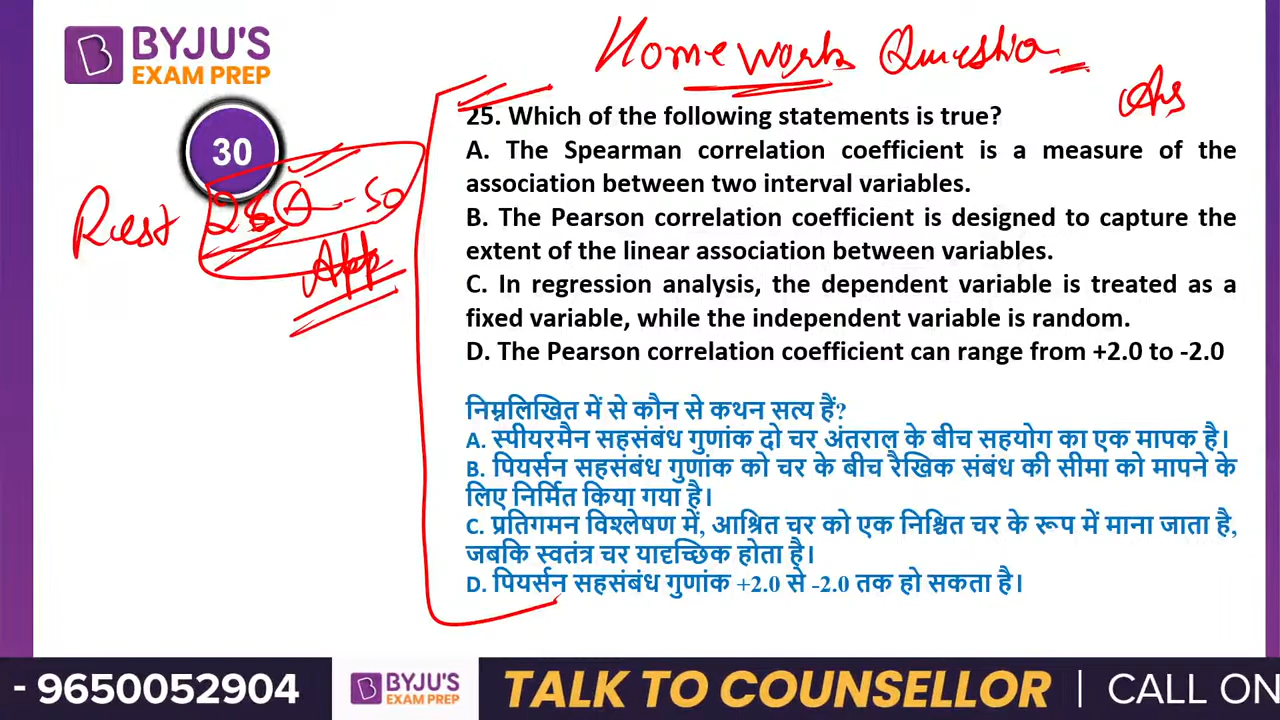 BYJU'S
EXAM PREP
Homework Question
Ans
30
Rest
App
25. Which of the following statements is true?
A. The Spearman correlation coefficient is a measure of the
association between two interval variables.
B. The Pearson correlation coefficient is designed to capture the
extent of the linear association between variables.
C. In regression analysis, the dependent variable is treated as a
fixed variable, while the independent variable is random.
D. The Pearson correlation coefficient can range from +2.0 to -2.0
निम्नलिखित में से कौन से कथन सत्य हैं?
A. स्पीयरमैन सहसंबंध गुणांक दो चर अंतराल के बीच सहयोग का एक मापक है।
B. पियर्सन सहसंबंध गुणांक को चर के बीच रैखिक संबंध की सीमा को मापने के
लिए निर्मित किया गया है।
C. प्रतिगमन विश्लेषण में, आश्रित चर को एक निश्चित चर के रूप में माना जाता है,
जबकि स्वतंत्र चर यादृच्छिक होता है।
D. पियर्सन सहसंबंध गुणांक +2.0 से -2.0 तक हो सकता है।
- 9650052904
BYJU'S
EXAM PREP
TALK TO COUNSELLOR
CALL ON